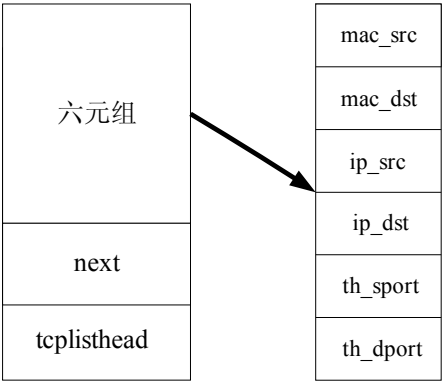 六元组
next
tcplisthead
mac_src
mac_dst
ip_src
ip_dst
th_sport
th_dport